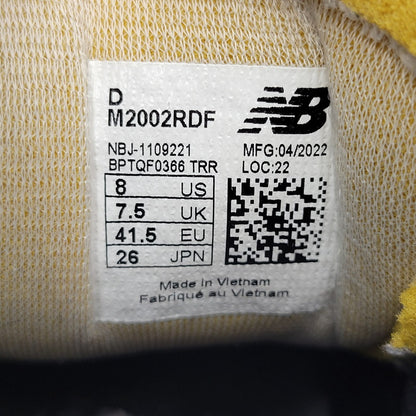 D
M2002RDF
NB
NBJ-1109221 MFG:04/2022
BPTQF0366 TRR LOC:22
8 US
7.5 UK
41.5 EU
26 JPN
Made in Vietnam
Fabriqué au Vietnam